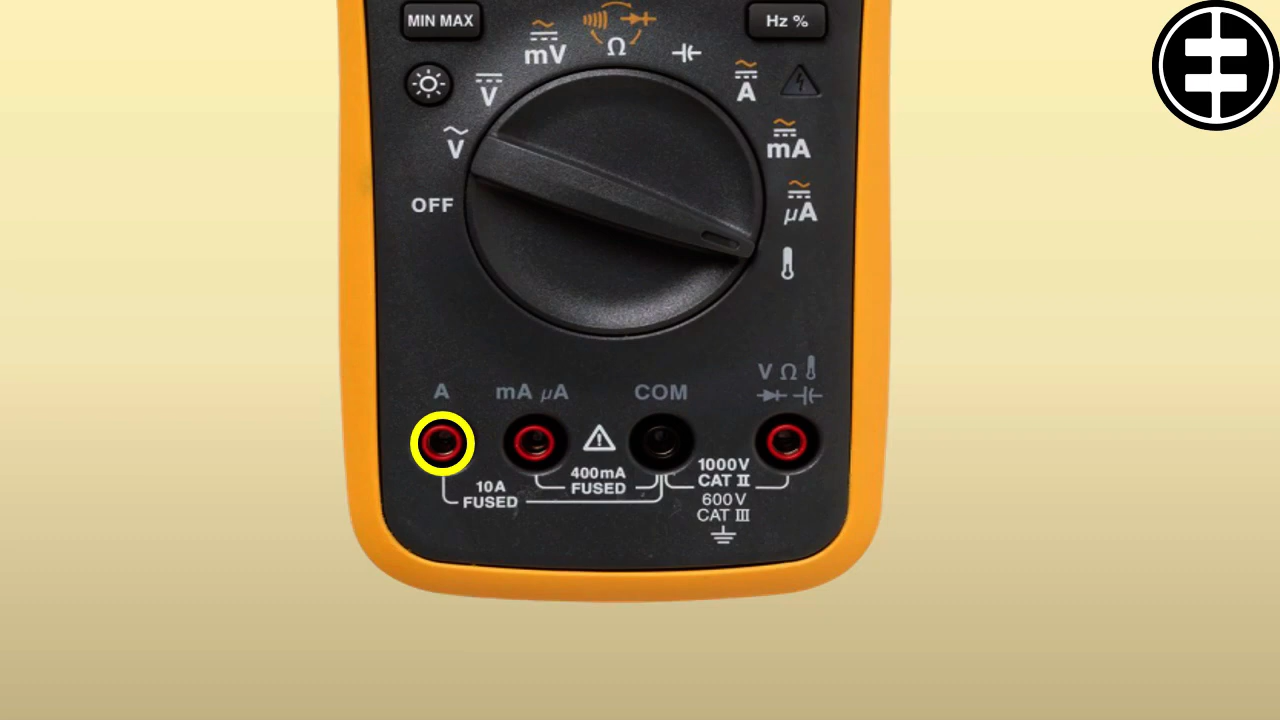 MIN MAX
Hz %
mV
Ω
V
A
V
mA
OFF
µA
V Ω
A
mA µA
COM
1000V
CAT II
400mA
FUSED
10A
FUSED
600V
CAT III